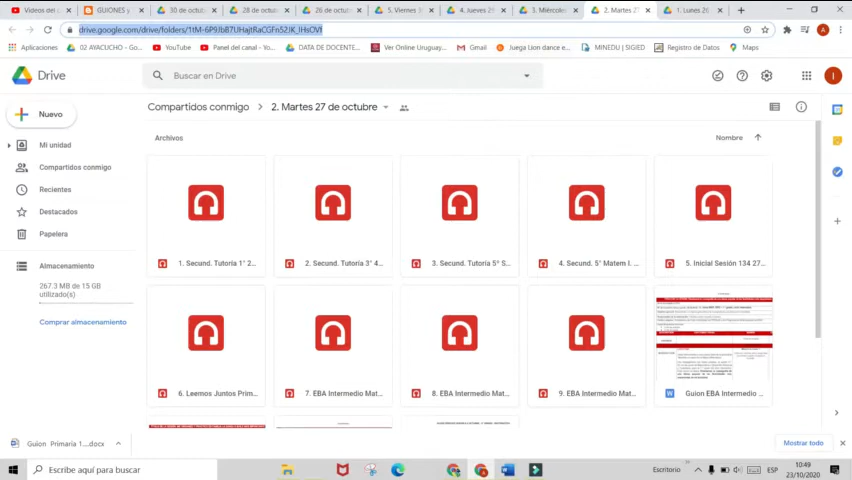 Videos del c
GUIONES y
30 de octub
28 de octub
26 de octub
5. Viernes 3
4. Jueves 29
3. Miércoles
2. Martes 27
1. Lunes 26
drive.google.com/drive/folders/
Aplicaciones
02 AYACUCHO - Go...
YouTube
Panel del canal - Yo...
DATA DE DOCENTE...
Ver Online Uruguay...
Gmail
Juega Lion dance e...
MINEDU | SIGIED
Registro de Datos
Maps
Drive
Buscar en Drive
Nuevo
Mi unidad
Compartidos conmigo
Recientes
Destacados
Papelera
Almacenamiento
267.3 MB de 15 GB
utilizado(s)
Comprar almacenamiento
Compartidos conmigo > 2. Martes 27 de octubre
Archivos
Nombre
1. Secund. Tutoría 1° 2...
2. Secund. Tutoría 3° 4...
3. Secund. Tutoría 5° S...
4. Secund. 5° Matem I. ...
5. Inicial Sesión 134 27...
6. Leemos Juntos Prim...
7. EBA Intermedio Mat...
8. EBA Intermedio Mat...
9. EBA Intermedio Mat...
Guion EBA Intermedio ...
Guion Primaria 1....docx
Mostrar todo
Escribe aquí para buscar
Escritorio
ESP
10:49
23/10/2020